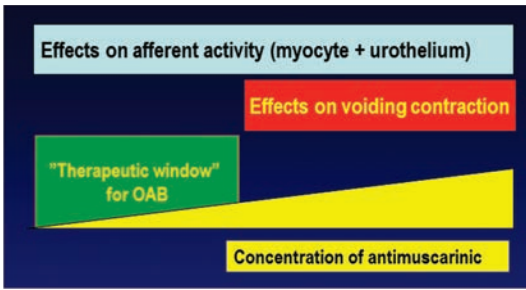 Effects on afferent activity (myocyte + urothelium)
Effects on voiding contraction
”Therapeutic window”
for OAB
Concentration of antimuscarinic